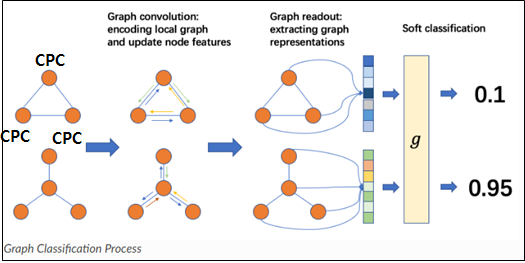 Graph convolution:
encoding local graph
and update node features
Graph readout:
extracting graph
representations
Soft classification
CPC
CPC CPC
g
0.1
0.95
Graph Classification Process